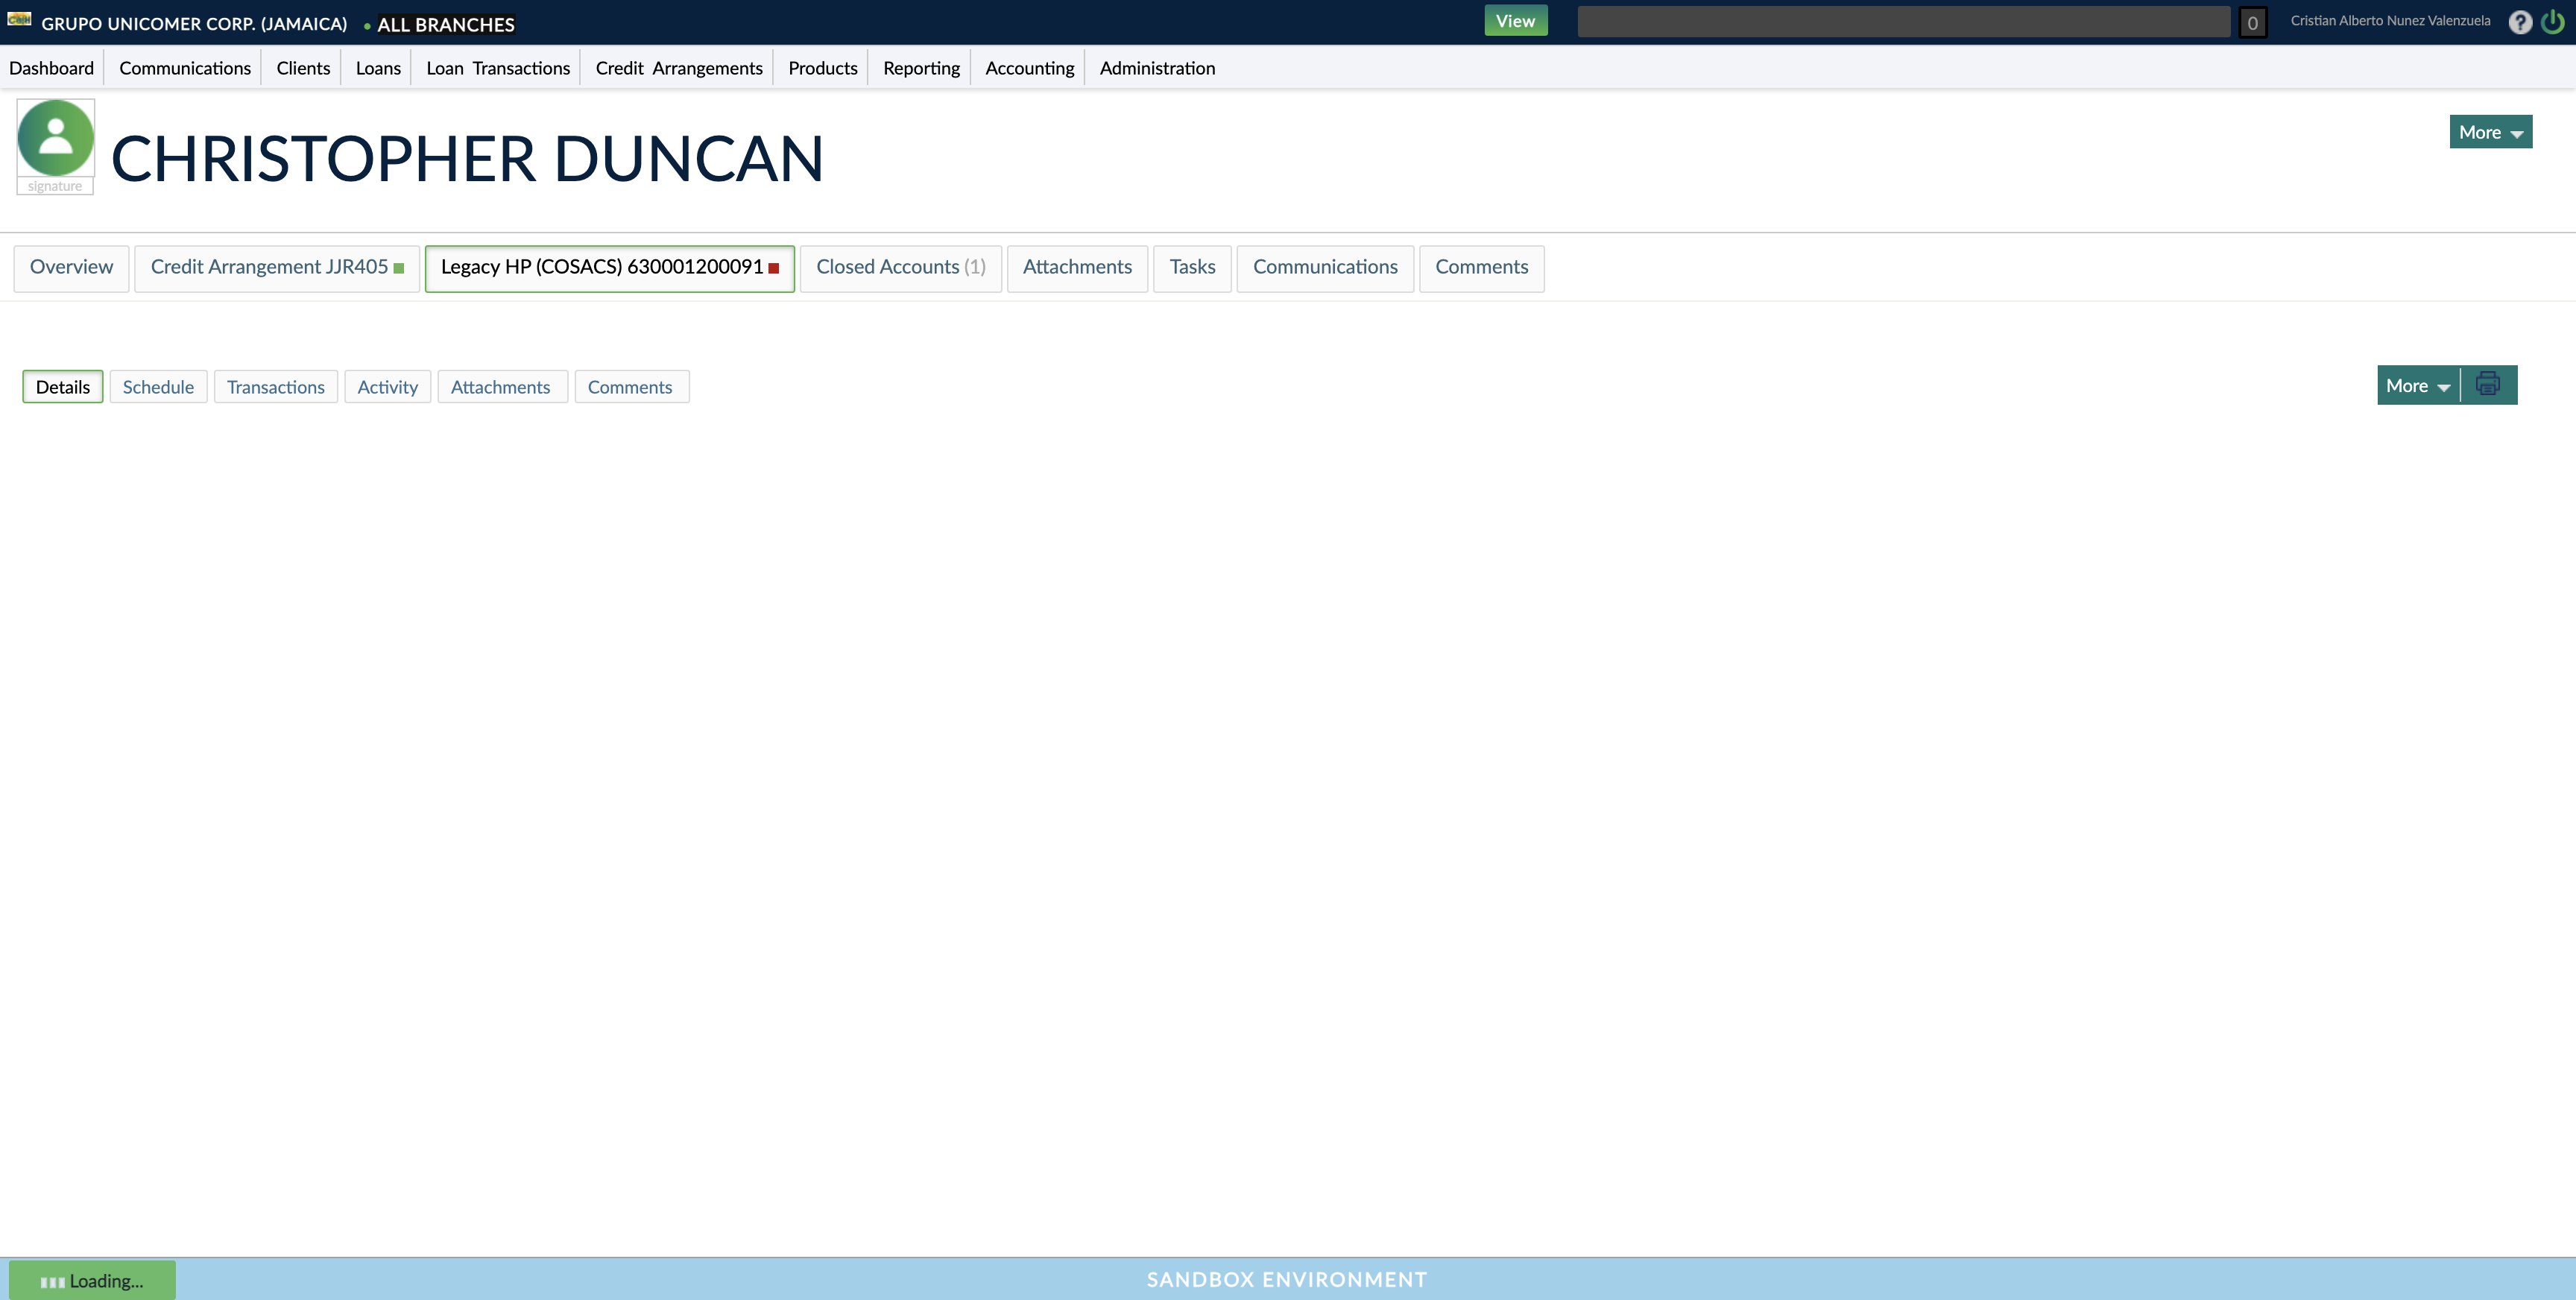 GRUPO UNICOMER CORP. (JAMAICA) • ALL BRANCHES View 0 Cristian Alberto Nunez Valenzuela ?
Dashboard Communications Clients Loans Loan Transactions Credit Arrangements Products Reporting Accounting Administration
CHRISTOPHER DUNCAN More
signature
Overview Credit Arrangement JJR405 Legacy HP (COSACS) 630001200091 Closed Accounts (1) Attachments Tasks Communications Comments
Details Schedule Transactions Activity Attachments Comments More
Loading... SANDBOX ENVIRONMENT